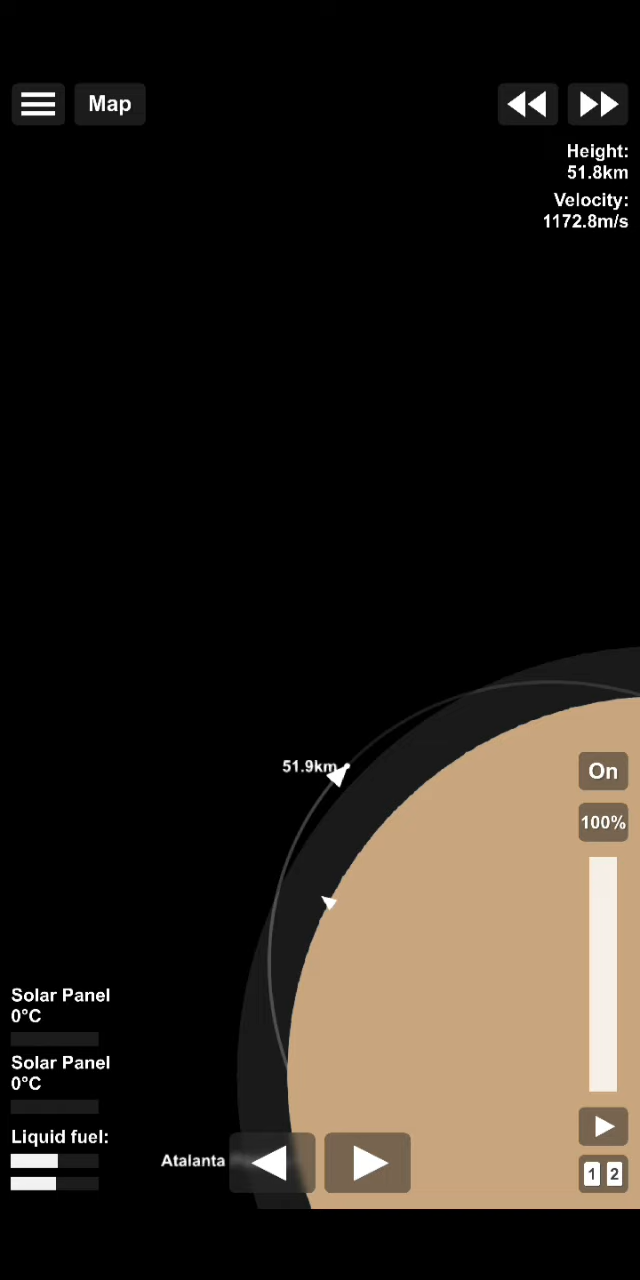 Map
Height:
51.8km
Velocity:
1172.8m/s
51.9km
On
100%
Solar Panel
0°C
Solar Panel
0°C
Liquid fuel:
Atalanta
1 2